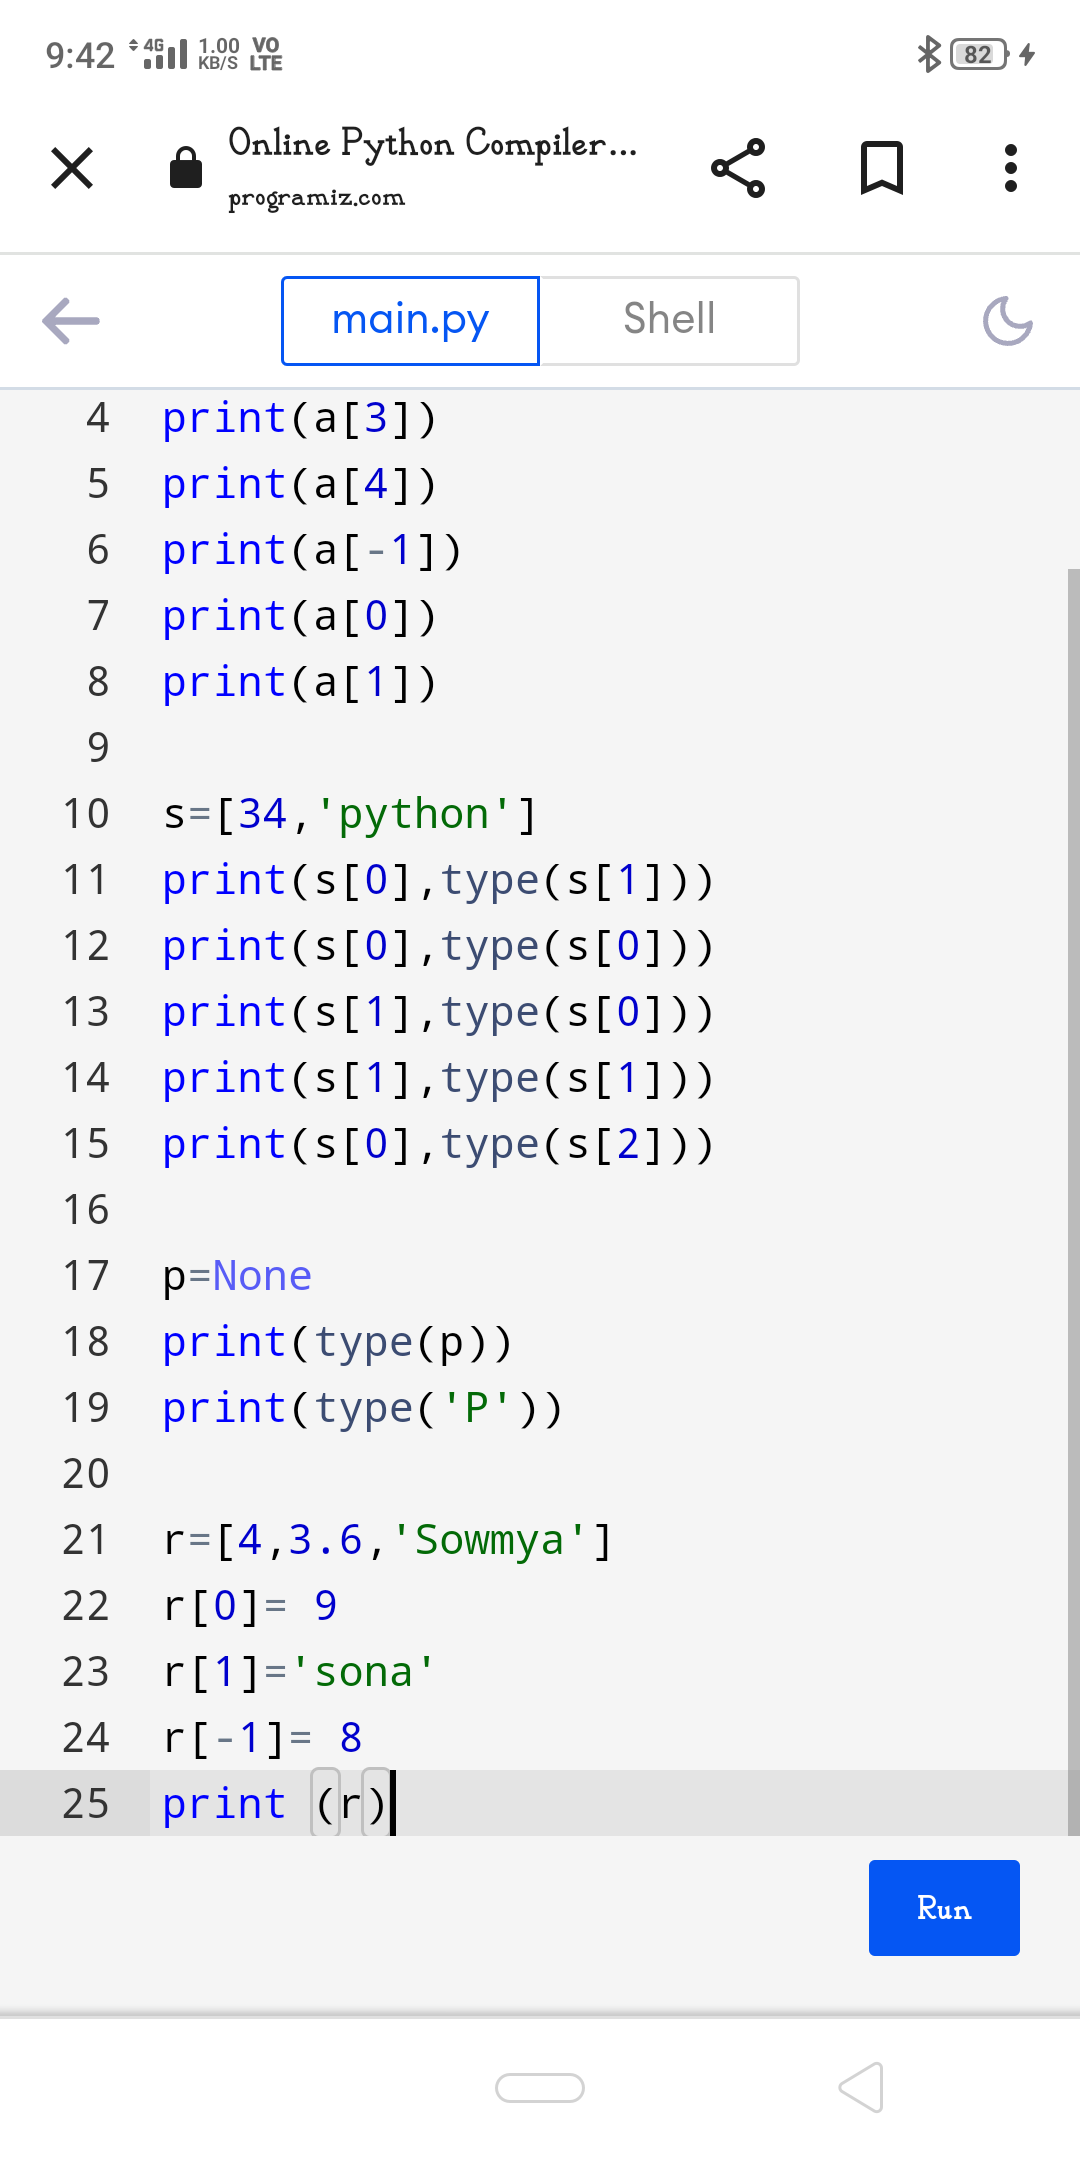 9:42 4G 1.00 KB/S VO LTE 82
Online Python Compiler...
programiz.com
main.py Shell
4 print(a[3])
5 print(a[4])
6 print(a[-1])
7 print(a[0])
8 print(a[1])
9
10 s=[34,'python']
11 print(s[0],type(s[1]))
12 print(s[0],type(s[0]))
13 print(s[1],type(s[0]))
14 print(s[1],type(s[1]))
15 print(s[0],type(s[2]))
16
17 p=None
18 print(type(p))
19 print(type('P'))
20
21 r=[4,3.6,'Sowmya']
22 r[0]= 9
23 r[1]='sona'
24 r[-1]= 8
25 print (r)
Run